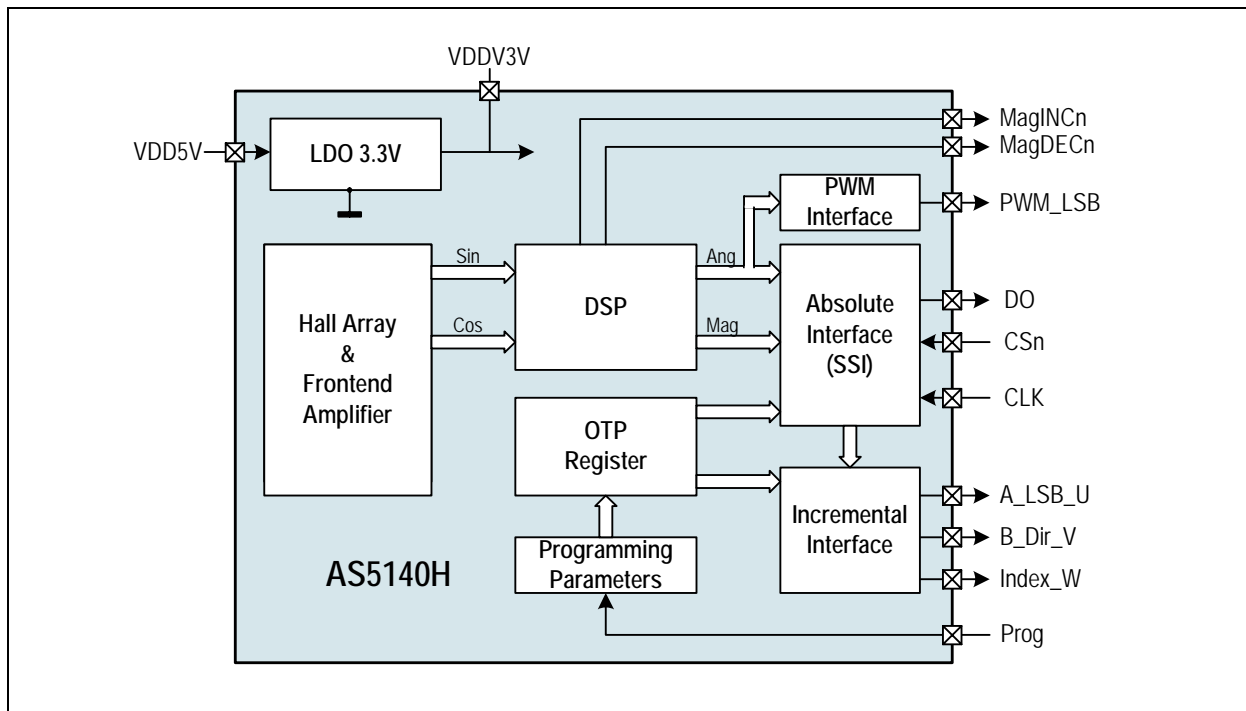 VDDV3V
VDD5V
LDO 3.3V
MagINCn
MagDECn
PWM
Interface
PWM_LSB
Hall Array
&
Frontend
Amplifier
Sin
Cos
DSP
Ang
Mag
Absolute
Interface
(SSI)
DO
CSn
CLK
OTP
Register
Incremental
Interface
A_LSB_U
B_Dir_V
Index_W
Programming
Parameters
AS5140H
Prog